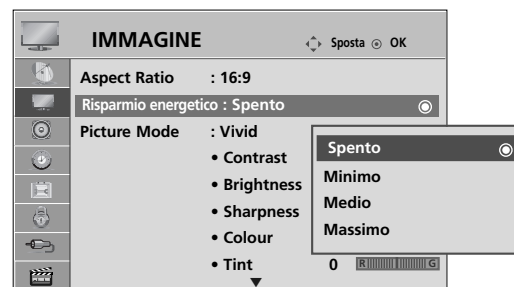 IMMAGINE
Sposta OK
Aspect Ratio : 16:9
Risparmio energetico : Spento
Picture Mode : Vivid
• Contrast
• Brightness
• Sharpness
• Colour
• Tint 0 R G
Spento
Minimo
Medio
Massimo